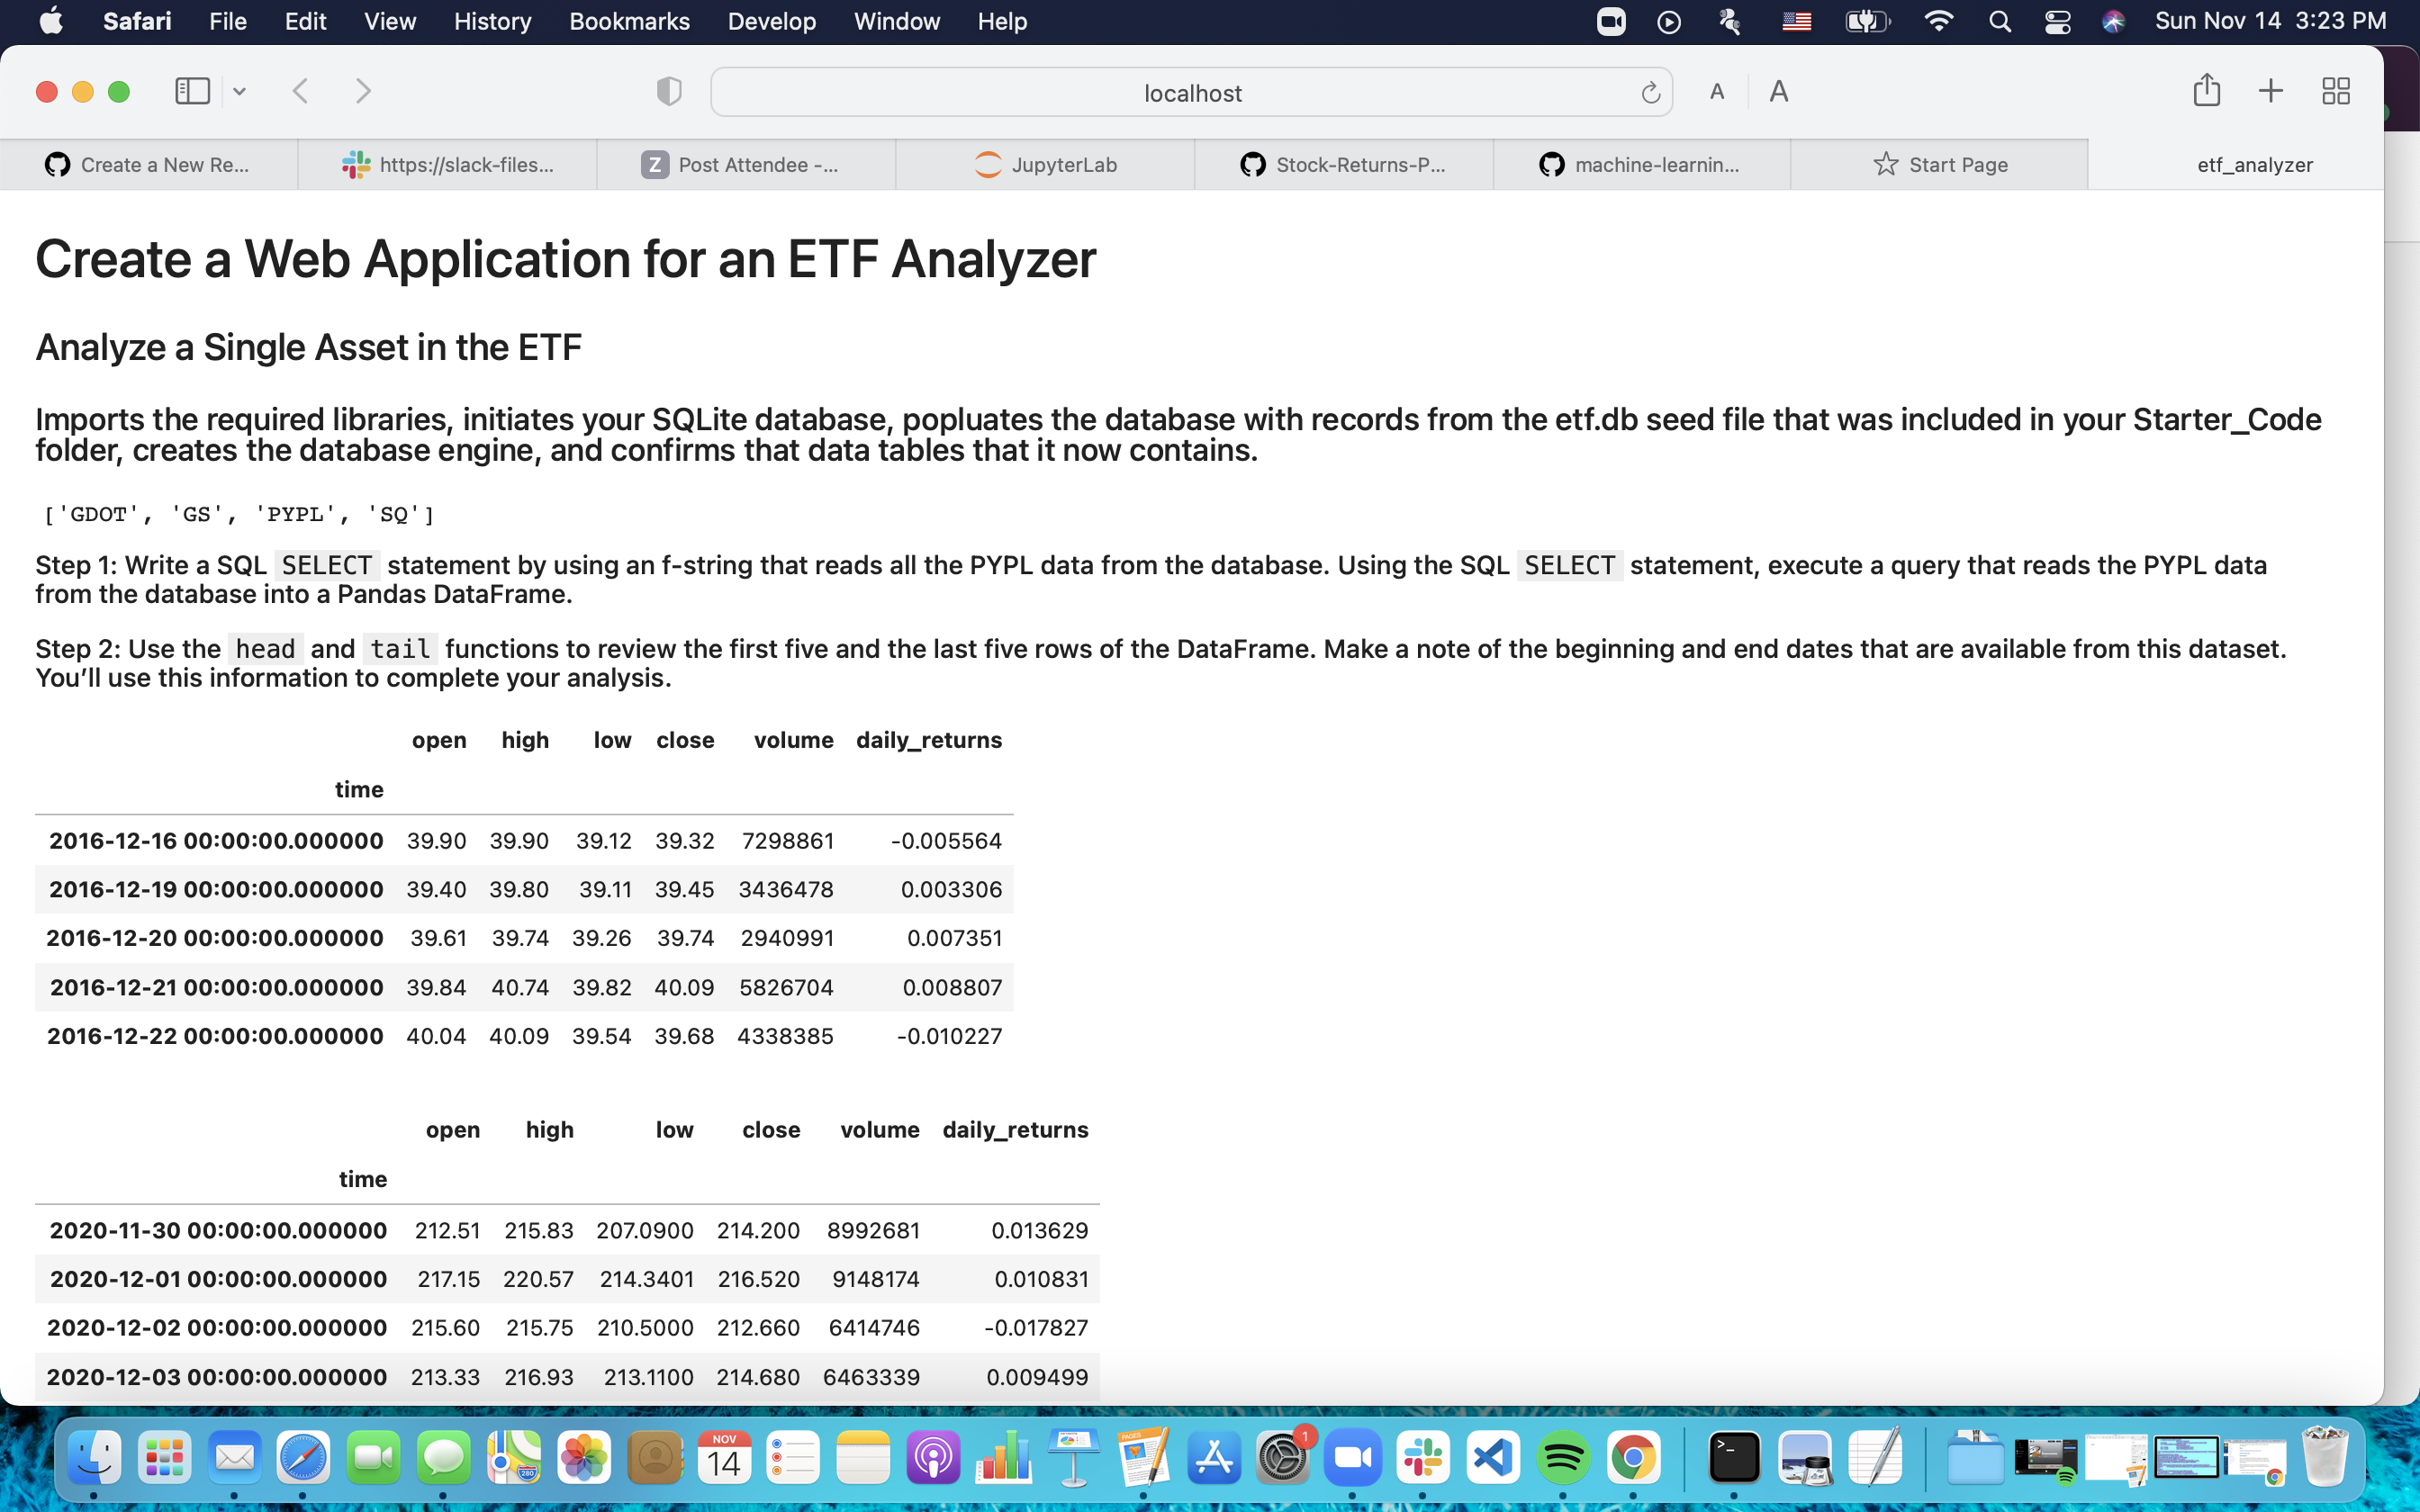 Safari File Edit View History Bookmarks Develop Window Help Sun Nov 14 3:23 PM
localhost A A
Create a New Re... https://slack-files... Z Post Attendee -... JupyterLab Stock-Returns-P... machine-learnin... Start Page etf_analyzer
Create a Web Application for an ETF Analyzer
Analyze a Single Asset in the ETF
Imports the required libraries, initiates your SQLite database, popluates the database with records from the etf.db seed file that was included in your Starter_Code
folder, creates the database engine, and confirms that data tables that it now contains.
['GDOT', 'GS', 'PYPL', 'SQ']
Step 1: Write a SQL SELECT statement by using an f-string that reads all the PYPL data from the database. Using the SQL SELECT statement, execute a query that reads the PYPL data
from the database into a Pandas DataFrame.
Step 2: Use the head and tail functions to review the first five and the last five rows of the DataFrame. Make a note of the beginning and end dates that are available from this dataset.
You’ll use this information to complete your analysis.
open high low close volume daily_returns
time
2016-12-16 00:00:00.000000 39.90 39.90 39.12 39.32 7298861 -0.005564
2016-12-19 00:00:00.000000 39.40 39.80 39.11 39.45 3436478 0.003306
2016-12-20 00:00:00.000000 39.61 39.74 39.26 39.74 2940991 0.007351
2016-12-21 00:00:00.000000 39.84 40.74 39.82 40.09 5826704 0.008807
2016-12-22 00:00:00.000000 40.04 40.09 39.54 39.68 4338385 -0.010227
open high low close volume daily_returns
time
2020-11-30 00:00:00.000000 212.51 215.83 207.0900 214.200 8992681 0.013629
2020-12-01 00:00:00.000000 217.15 220.57 214.3401 216.520 9148174 0.010831
2020-12-02 00:00:00.000000 215.60 215.75 210.5000 212.660 6414746 -0.017827
2020-12-03 00:00:00.000000 213.33 216.93 213.1100 214.680 6463339 0.009499
NOV
14
PAGES
1
280